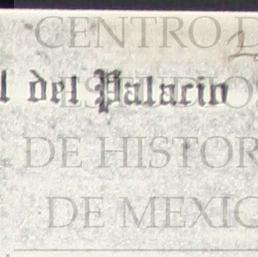 CENTRO D
l del Palacio
DE HISTOR
DE MEXIC